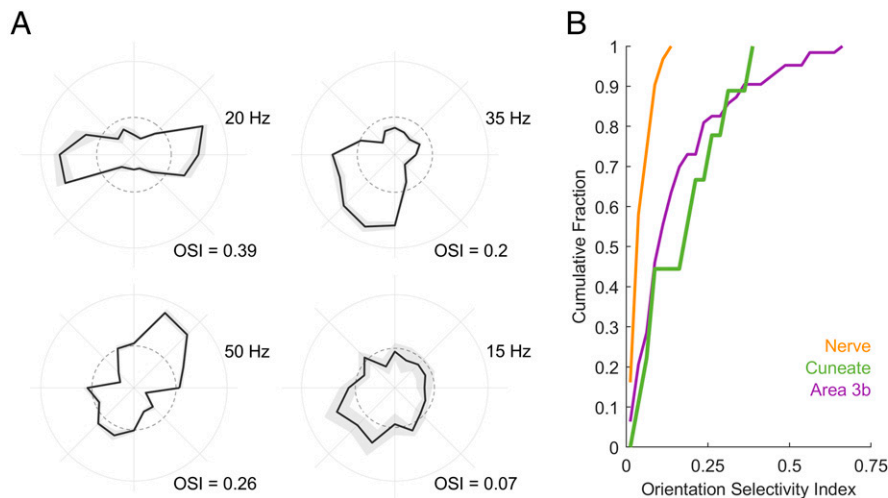 A
20 Hz
OSI = 0.39
35 Hz
OSI = 0.2
50 Hz
OSI = 0.26
15 Hz
OSI = 0.07
B
Cumulative Fraction
1
0.9
0.8
0.7
0.6
0.5
0.4
0.3
0.2
0.1
0
Nerve
Cuneate
Area 3b
0 0.25 0.5 0.75
Orientation Selectivity Index